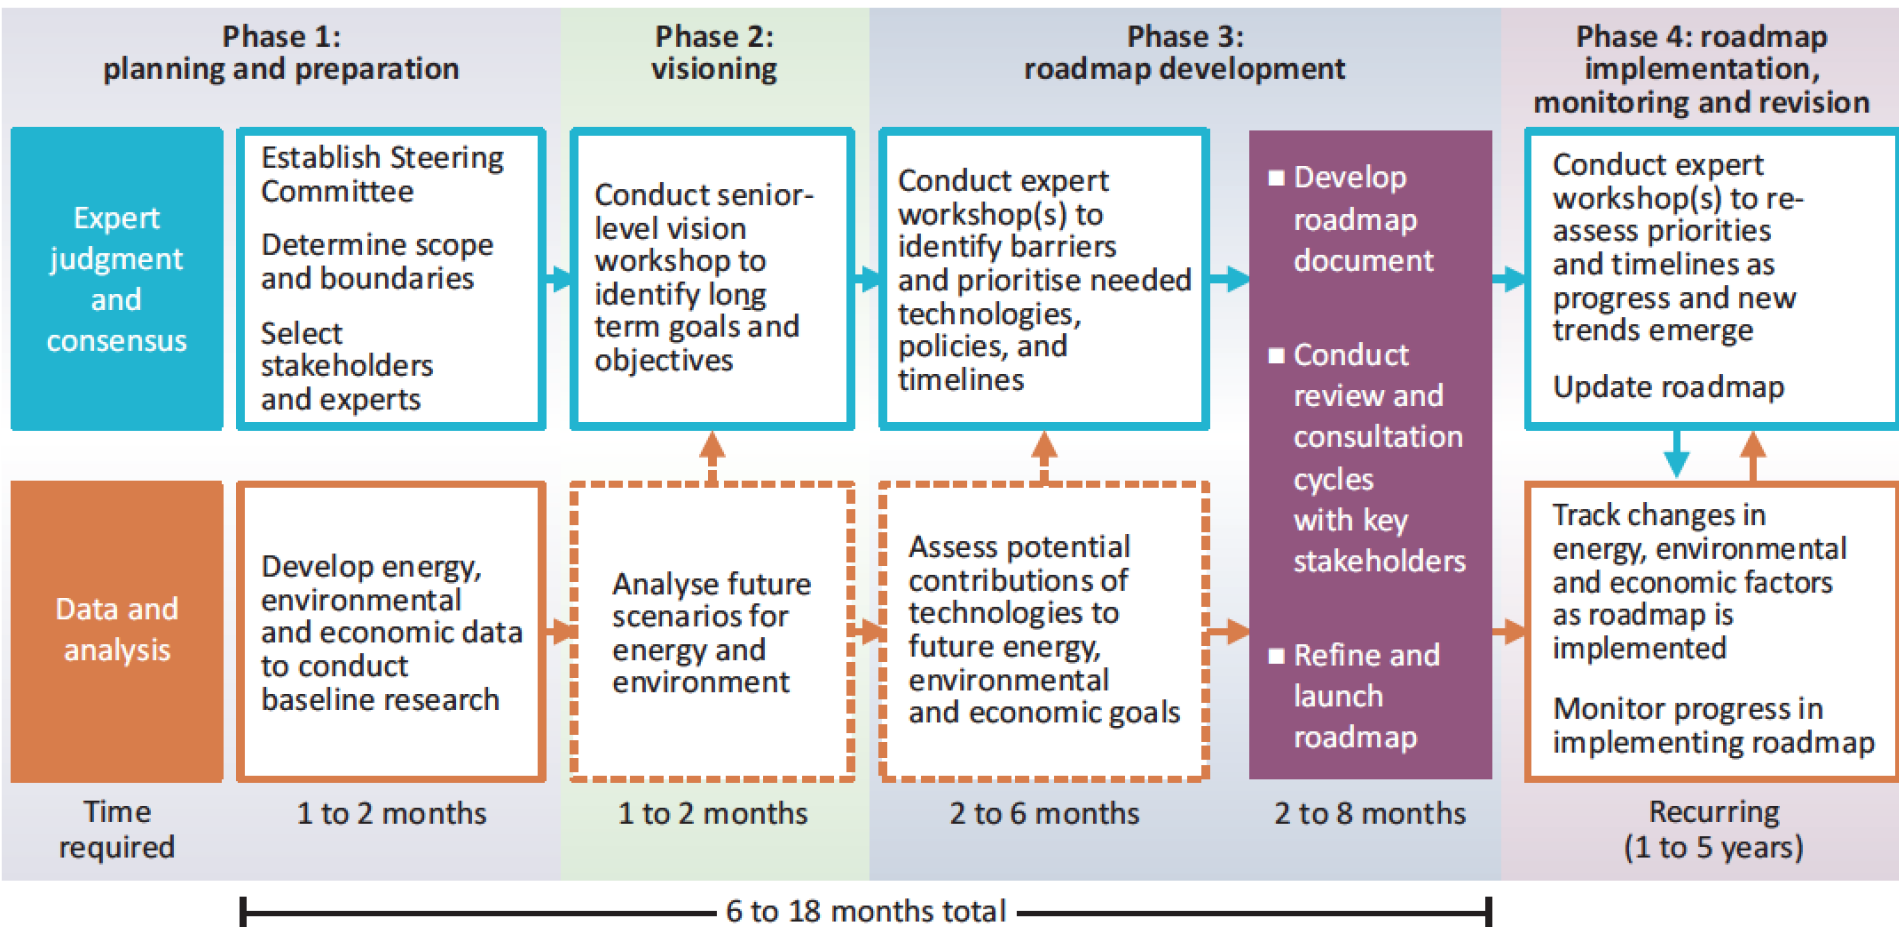 Phase 1:
planning and preparation
Phase 2:
visioning
Phase 3:
roadmap development
Phase 4: roadmap
implementation,
monitoring and revision
Expert
judgment
and
consensus
Establish Steering
Committee
Determine scope
and boundaries
Select
stakeholders
and experts
Conduct senior-
level vision
workshop to
identify long
term goals and
objectives
Conduct expert
workshop(s) to
identify barriers
and prioritise needed
technologies,
policies, and
timelines
■ Develop
roadmap
document
■ Conduct
review and
consultation
cycles
with key
stakeholders
■ Refine and
launch
roadmap
Conduct expert
workshop(s) to re-
assess priorities
and timelines as
progress and new
trends emerge
Update roadmap
Data and
analysis
Develop energy,
environmental
and economic data
to conduct
baseline research
Analyse future
scenarios for
energy and
environment
Assess potential
contributions of
technologies to
future energy,
environmental
and economic goals
Track changes in
energy, environmental
and economic factors
as roadmap is
implemented
Monitor progress in
implementing roadmap
Time
required
1 to 2 months
1 to 2 months
2 to 6 months
2 to 8 months
Recurring
(1 to 5 years)
6 to 18 months total